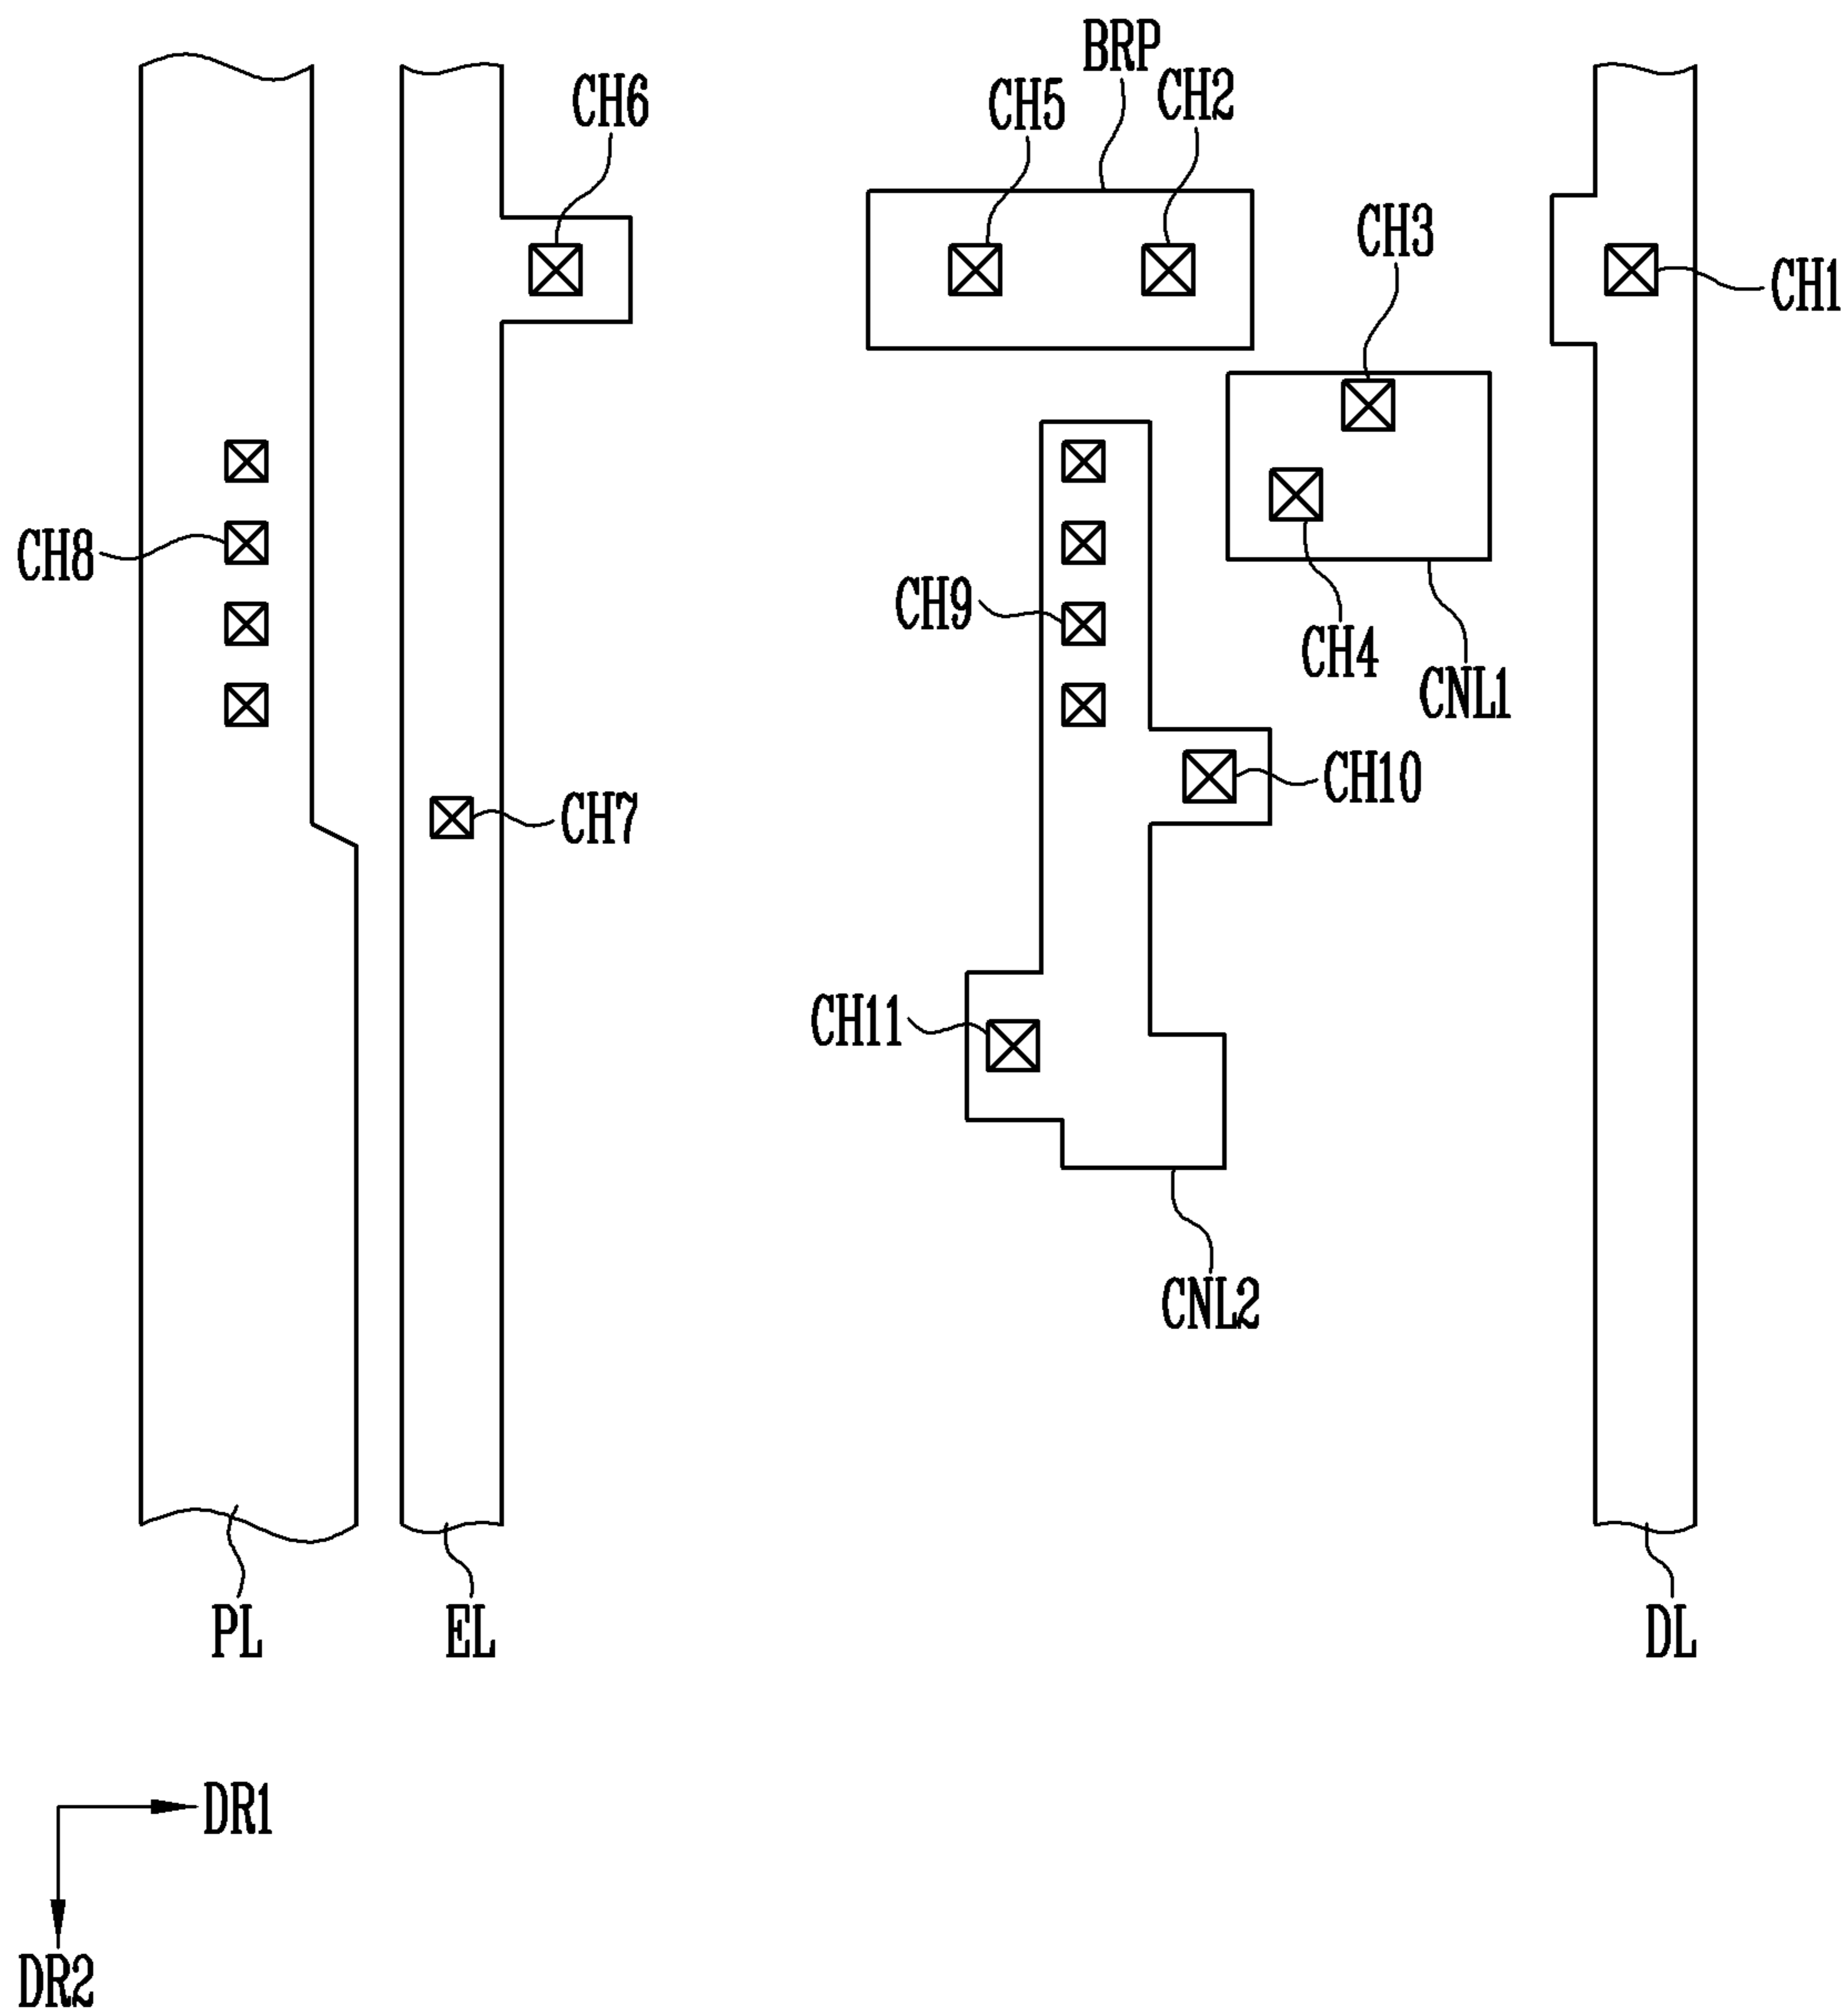 BRP
CH6
CH5
CH2
CH3
CH1
CH8
CH9
CH4
CNL1
CH10
CH7
CH11
CNL2
PL
EL
DL
DR1
DR2